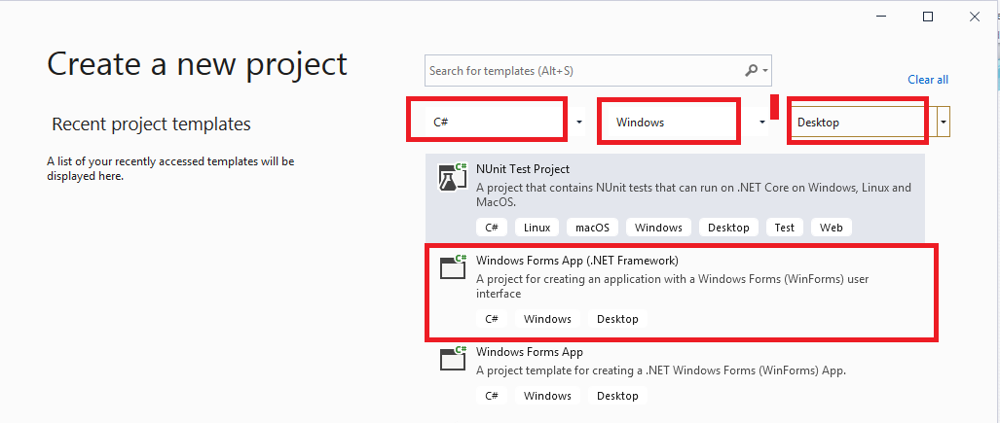 Create a new project
Search for templates (Alt+S)
Clear all
Recent project templates
C#
Windows
Desktop
A list of your recently accessed templates will be
displayed here.
C#
NUnit Test Project
A project that contains NUnit tests that can run on .NET Core on Windows, Linux and
MacOS.
C# Linux macOS Windows Desktop Test Web
C#
Windows Forms App (.NET Framework)
A project for creating an application with a Windows Forms (WinForms) user
interface
C# Windows Desktop
C#
Windows Forms App
A project template for creating a .NET Windows Forms (WinForms) App.
C# Windows Desktop